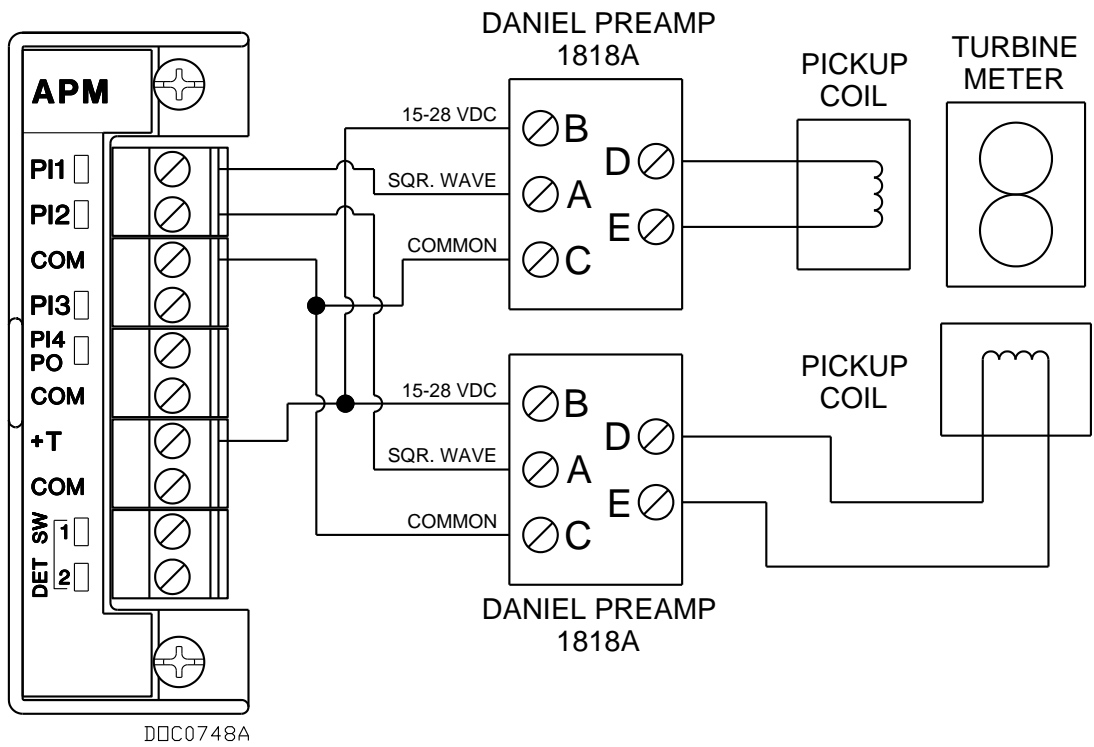 APM
PI1
PI2
COM
PI3
PI4
PO
COM
+T
COM
DET SW
1
2
DANIEL PREAMP
1818A
15-28 VDC
SQR. WAVE
COMMON
B
A
C
D
E
PICKUP
COIL
TURBINE
METER
15-28 VDC
SQR. WAVE
COMMON
B
A
C
D
E
DANIEL PREAMP
1818A
PICKUP
COIL
DOC0748A